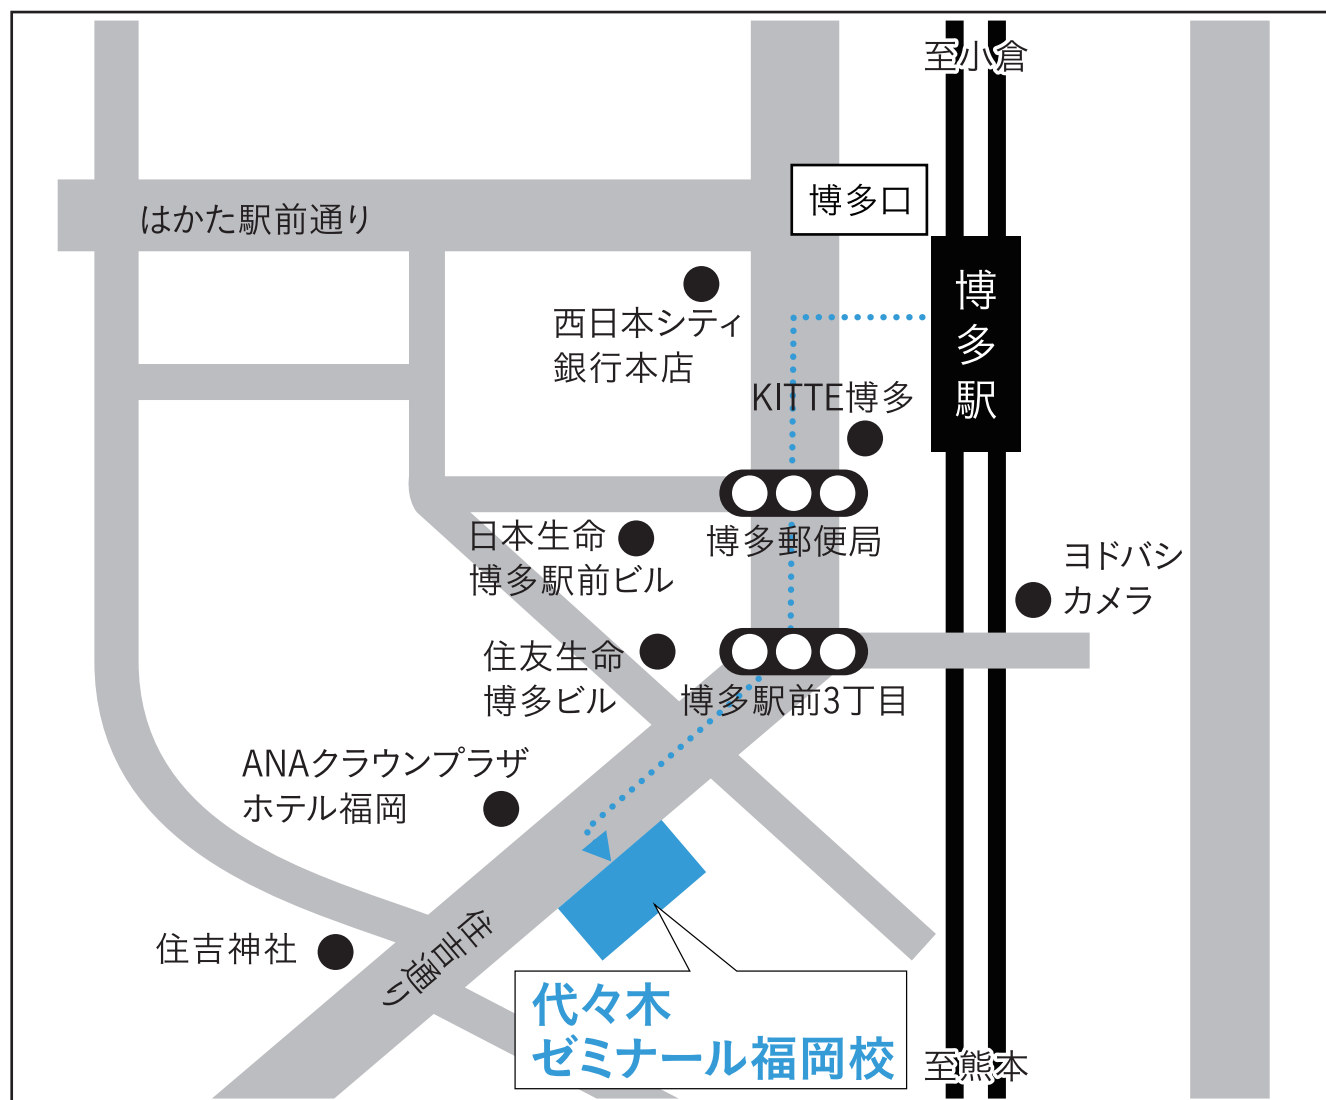 至小倉
博多口
はかた駅前通り
博多駅
西日本シティ
銀行本店
KITTE博多
日本生命
博多駅前ビル
博多郵便局
ヨドバシ
カメラ
住友生命
博多ビル
博多駅前3丁目
ANAクラウンプラザ
ホテル福岡
住吉神社
住吉通り
代々木
ゼミナール福岡校
至熊本